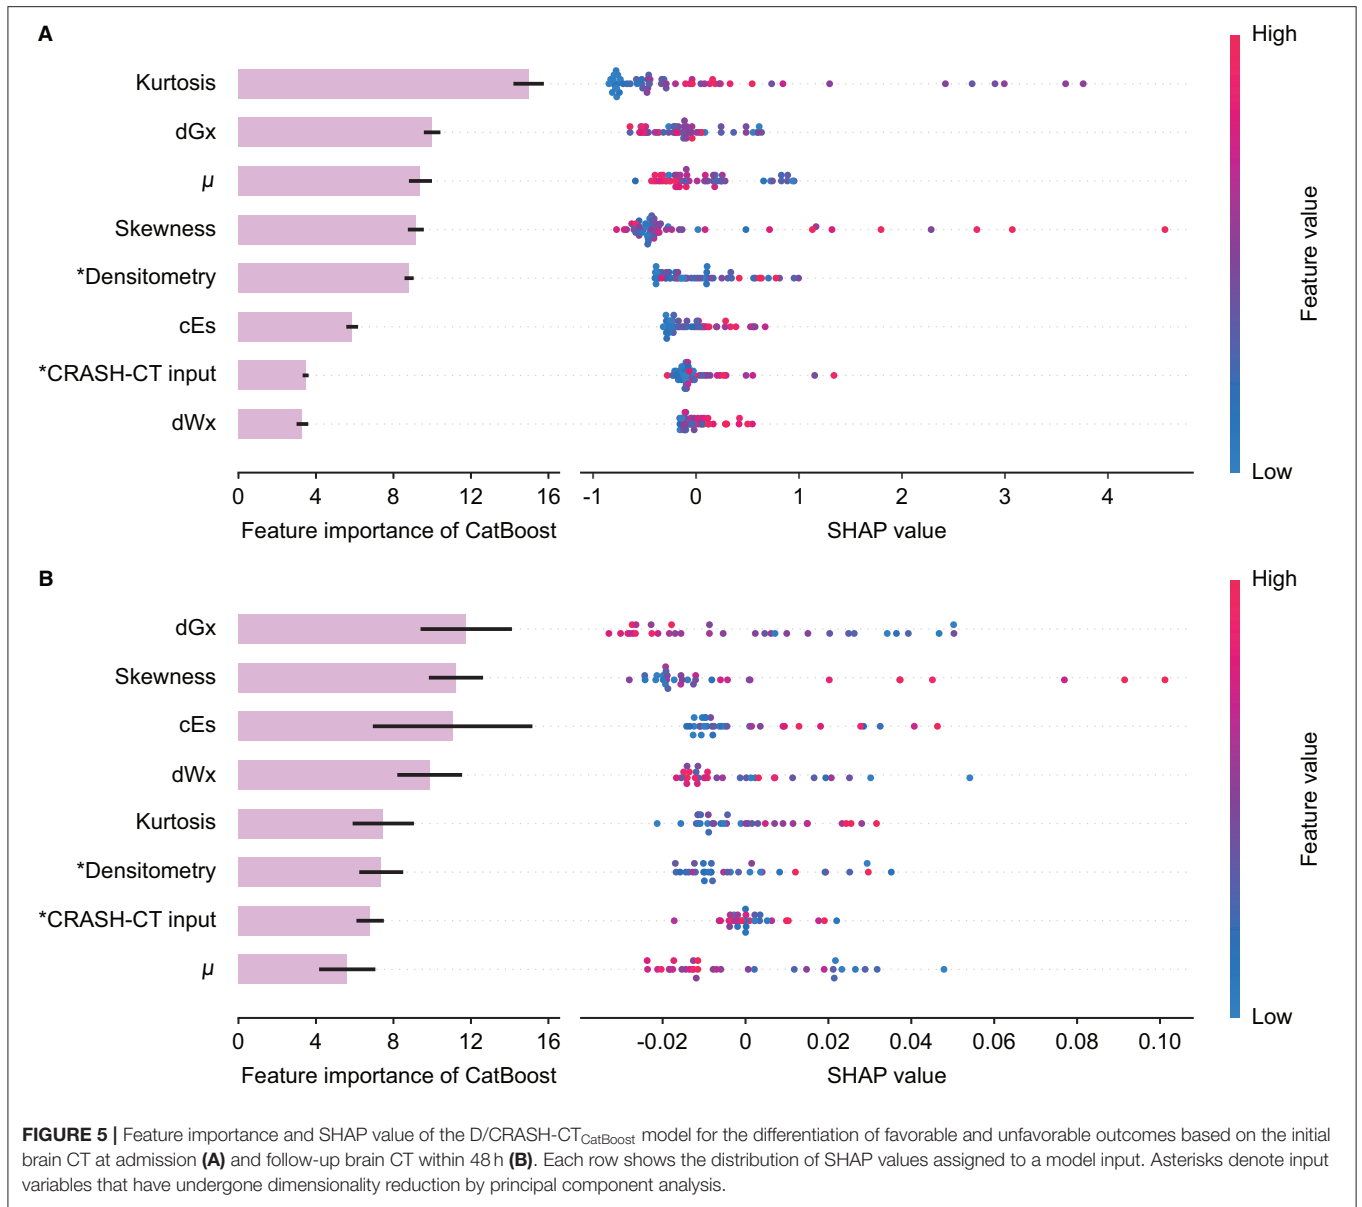 A
High
Kurtosis
dGx
µ
Skewness
*Densitometry
cEs
*CRASH-CT input
dWx
Feature value
Low
0 4 8 12 16
-1 0 1 2 3 4
Feature importance of CatBoost
SHAP value
B
High
dGx
Skewness
cEs
dWx
Kurtosis
*Densitometry
*CRASH-CT input
µ
Feature value
Low
0 4 8 12 16
-0.02 0 0.02 0.04 0.06 0.08 0.10
Feature importance of CatBoost
SHAP value
FIGURE 5 | Feature importance and SHAP value of the D/CRASH-CTCatBoost model for the differentiation of favorable and unfavorable outcomes based on the initial
brain CT at admission (A) and follow-up brain CT within 48 h (B). Each row shows the distribution of SHAP values assigned to a model input. Asterisks denote input
variables that have undergone dimensionality reduction by principal component analysis.